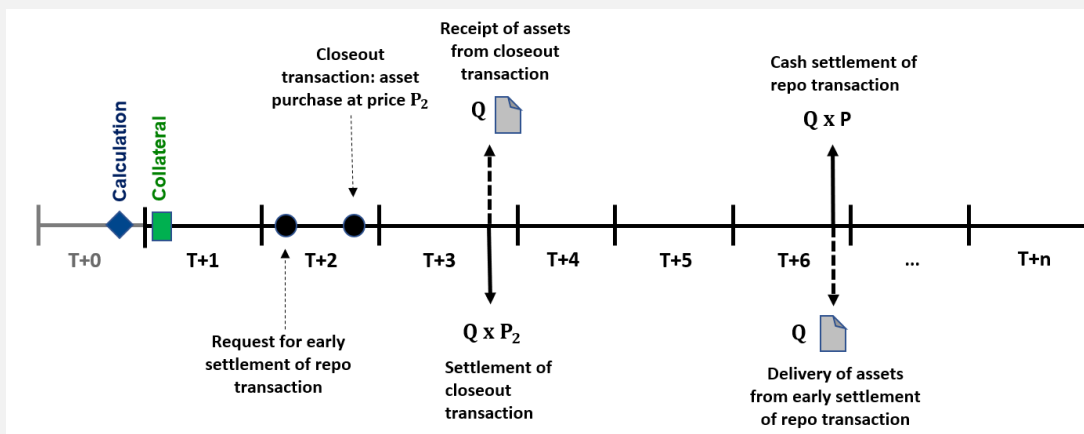 Calculation
Collateral
Closeout
transaction: asset
purchase at price P₂
Receipt of assets
from closeout
transaction
Q
Cash settlement of
repo transaction
Q x P
T+0
T+1
T+2
T+3
T+4
T+5
T+6
...
T+n
Request for early
settlement of repo
transaction
Q x P₂
Settlement of
closeout
transaction
Q
Delivery of assets
from early settlement
of repo transaction